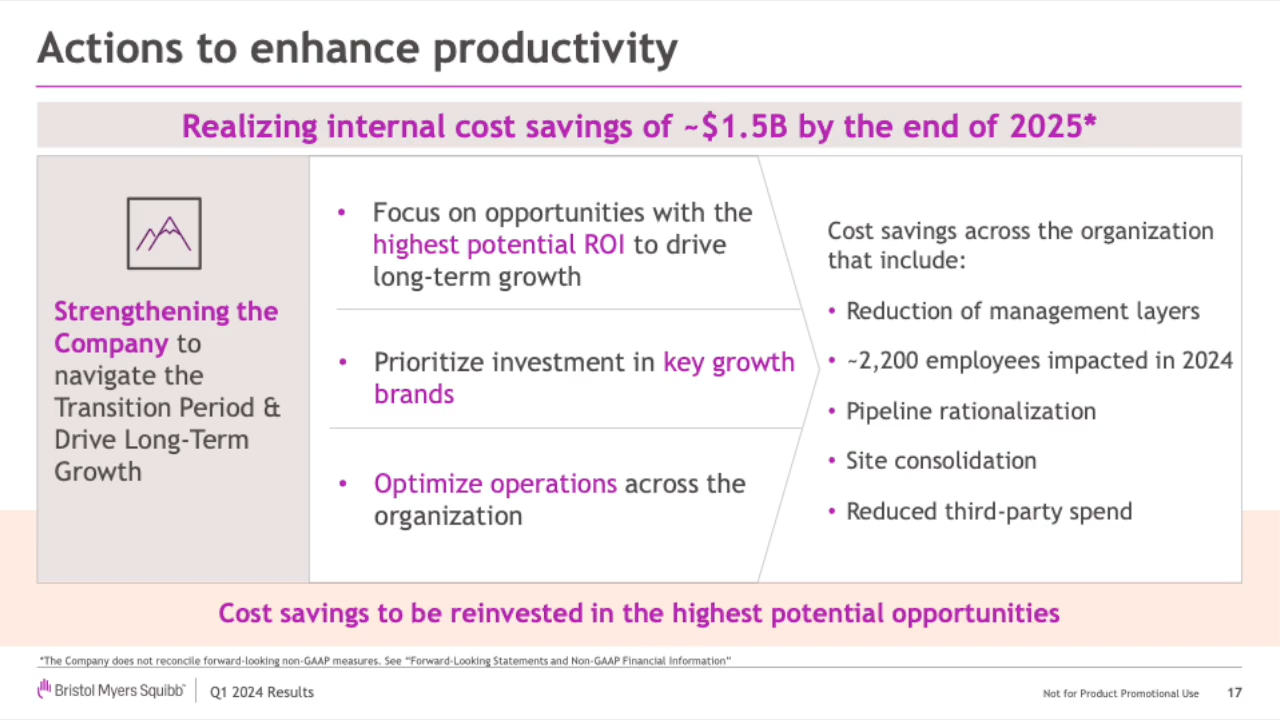 Actions to enhance productivity
Realizing internal cost savings of ~$1.5B by the end of 2025*
Strengthening the
Company to
navigate the
Transition Period &
Drive Long-Term
Growth
• Focus on opportunities with the
highest potential ROI to drive
long-term growth
• Prioritize investment in key growth
brands
• Optimize operations across the
organization
Cost savings across the organization
that include:
• Reduction of management layers
• ~2,200 employees impacted in 2024
• Pipeline rationalization
• Site consolidation
• Reduced third-party spend
Cost savings to be reinvested in the highest potential opportunities
*The Company does not reconcile forward-looking non-GAAP measures. See “Forward-Looking Statements and Non-GAAP Financial Information”
Bristol Myers Squibb™ Q1 2024 Results
Not for Product Promotional Use 17